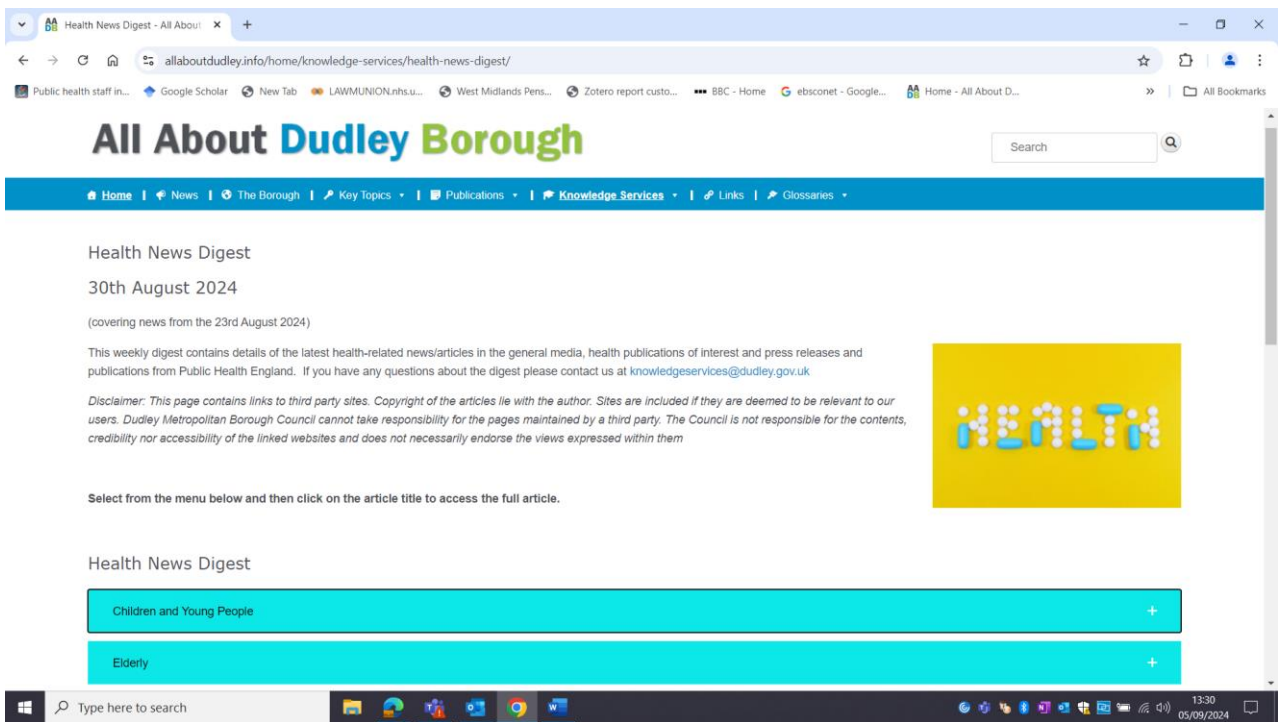 Health News Digest - All About
allaboutdudley.info/home/knowledge-services/health-news-digest/
Public health staff in... Google Scholar New Tab LAWMUNION.nhs.u... West Midlands Pens... Zotero report custo... BBC - Home ebsconet - Google... Home - All About D... » All Bookmarks
All About Dudley Borough
Search
Home | News | The Borough | Key Topics | Publications | Knowledge Services | Links | Glossaries
Health News Digest
30th August 2024
(covering news from the 23rd August 2024)
This weekly digest contains details of the latest health-related news/articles in the general media, health publications of interest and press releases and
publications from Public Health England. If you have any questions about the digest please contact us at knowledgeservices@dudley.gov.uk
Disclaimer: This page contains links to third party sites. Copyright of the articles lie with the author. Sites are included if they are deemed to be relevant to our
users. Dudley Metropolitan Borough Council cannot take responsibility for the pages maintained by a third party. The Council is not responsible for the contents,
credibility nor accessibility of the linked websites and does not necessarily endorse the views expressed within them
HEALTH
Select from the menu below and then click on the article title to access the full article.
Health News Digest
Children and Young People +
Elderly +
Type here to search
13:30
05/09/2024